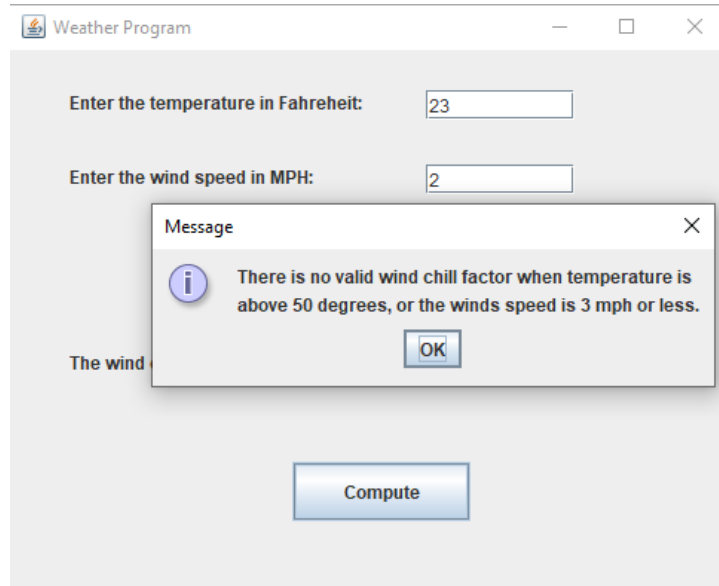 Weather Program
Enter the temperature in Fahreheit:
23
Enter the wind speed in MPH:
2
Message
There is no valid wind chill factor when temperature is
above 50 degrees, or the winds speed is 3 mph or less.
OK
The wind
Compute